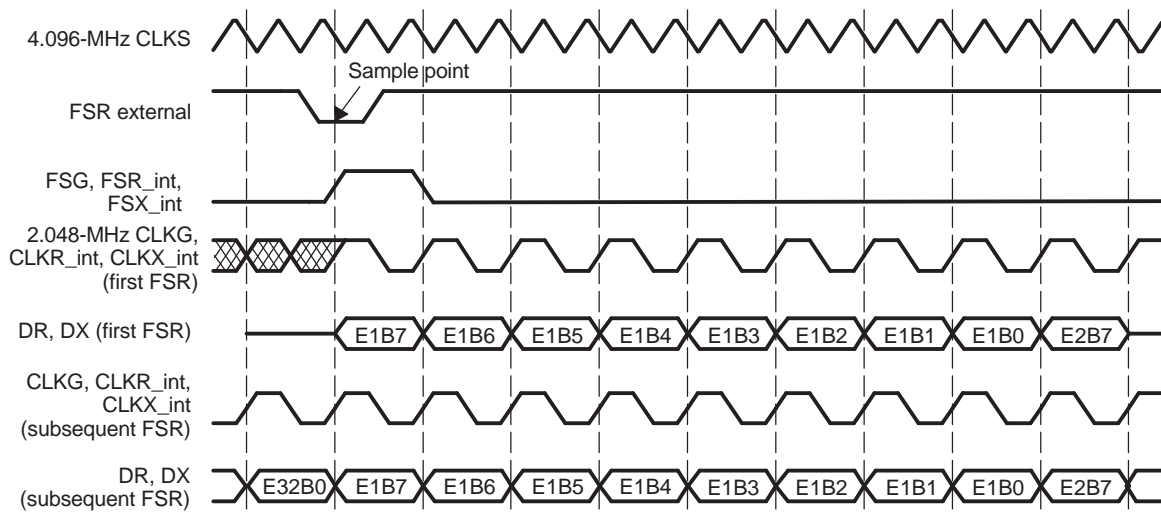 4.096-MHz CLKS
Sample point
FSR external
FSG, FSR_int,
FSX_int
2.048-MHz CLKG,
CLKR_int, CLKX_int
(first FSR)
DR, DX (first FSR)
E1B7 E1B6 E1B5 E1B4 E1B3 E1B2 E1B1 E1B0 E2B7
CLKG, CLKR_int,
CLKX_int
(subsequent FSR)
DR, DX
(subsequent FSR)
E32B0 E1B7 E1B6 E1B5 E1B4 E1B3 E1B2 E1B1 E1B0 E2B7